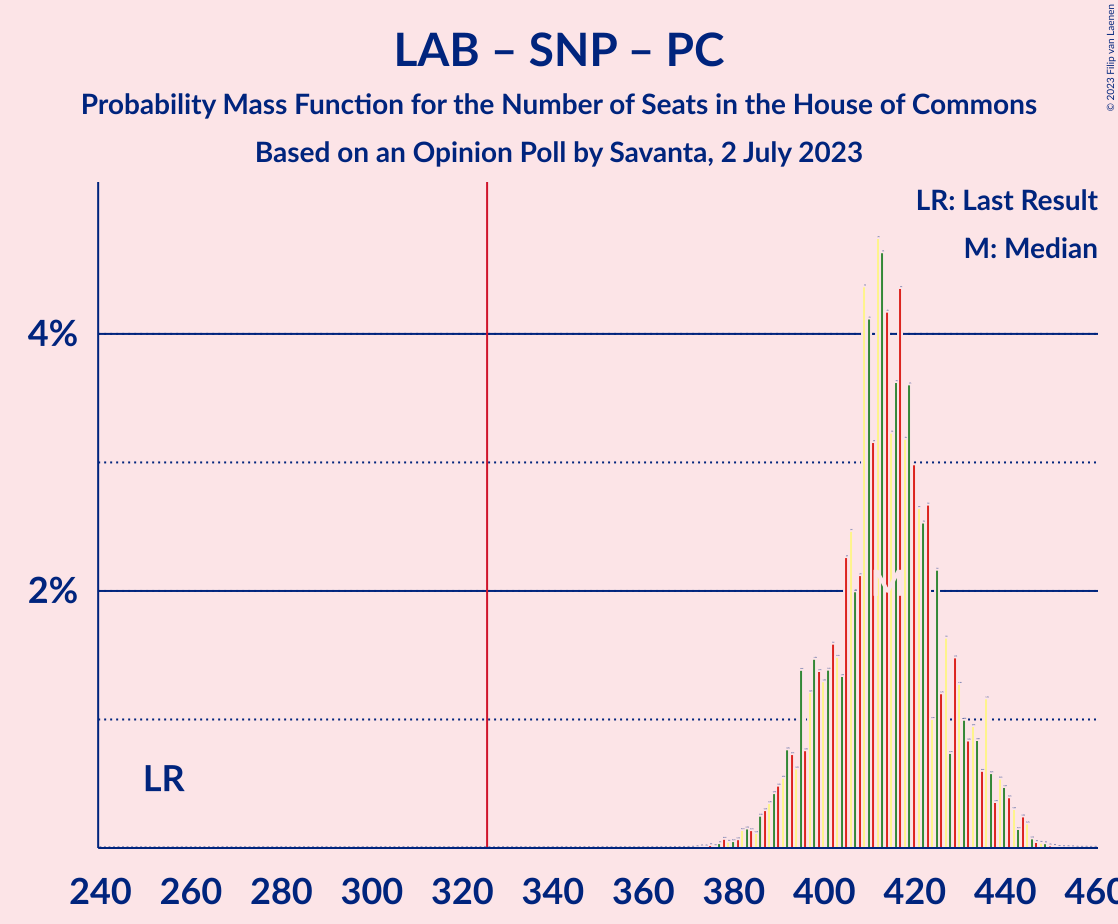 LAB – SNP – PC
Probability Mass Function for the Number of Seats in the House of Commons
Based on an Opinion Poll by Savanta, 2 July 2023
© 2023 Filip van Laenen
LR: Last Result
M: Median
4%
2%
LR
M
240 260 280 300 320 340 360 380 400 420 440 460